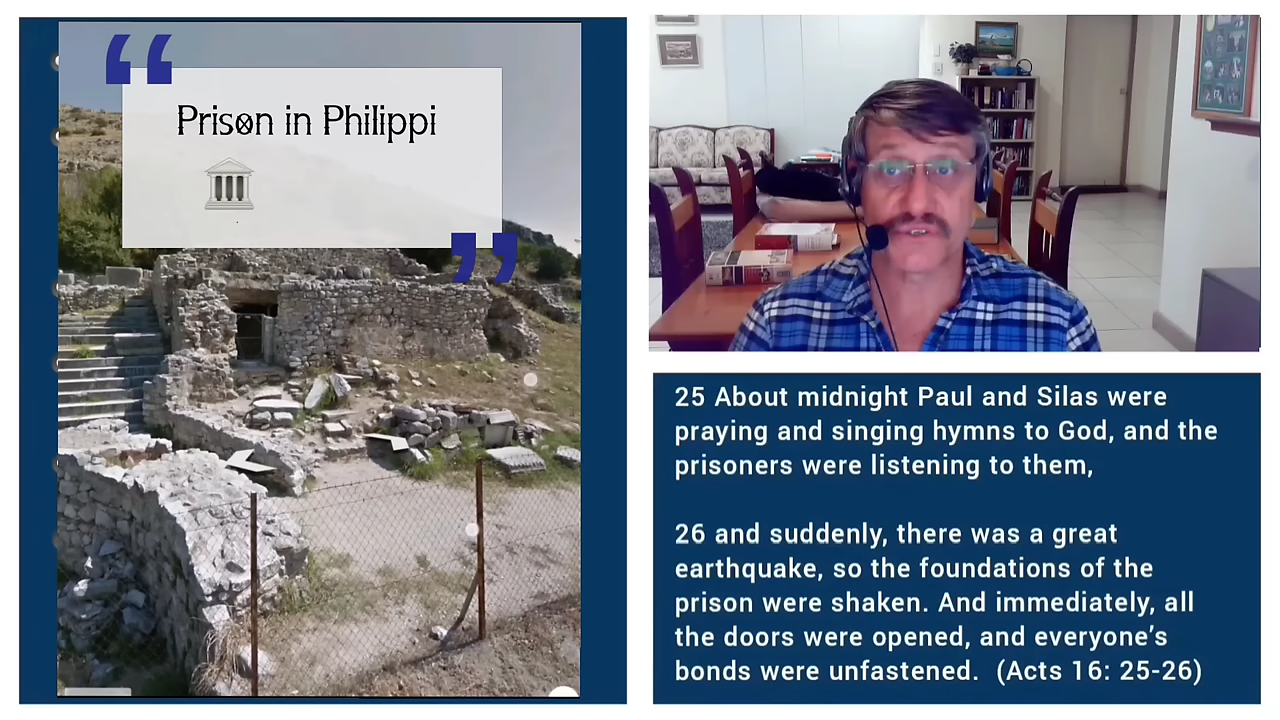 Prison in Philippi
25 About midnight Paul and Silas were
praying and singing hymns to God, and the
prisoners were listening to them,
26 and suddenly, there was a great
earthquake, so the foundations of the
prison were shaken. And immediately, all
the doors were opened, and everyone’s
bonds were unfastened. (Acts 16: 25-26)